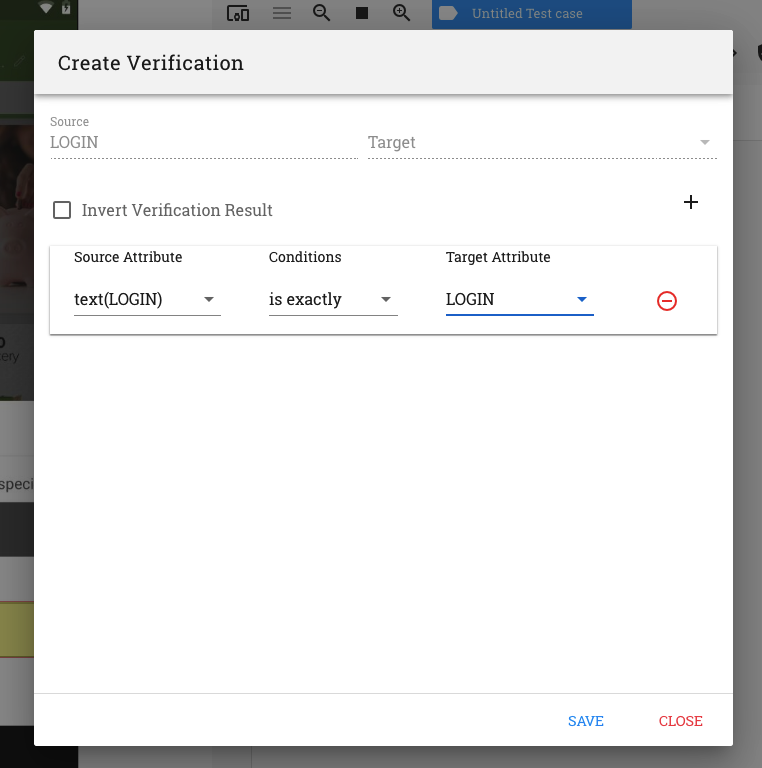 Untitled Test case
Create Verification
Source
LOGIN
Target
Invert Verification Result
Source Attribute Conditions Target Attribute
text(LOGIN) is exactly LOGIN
speci
SAVE CLOSE